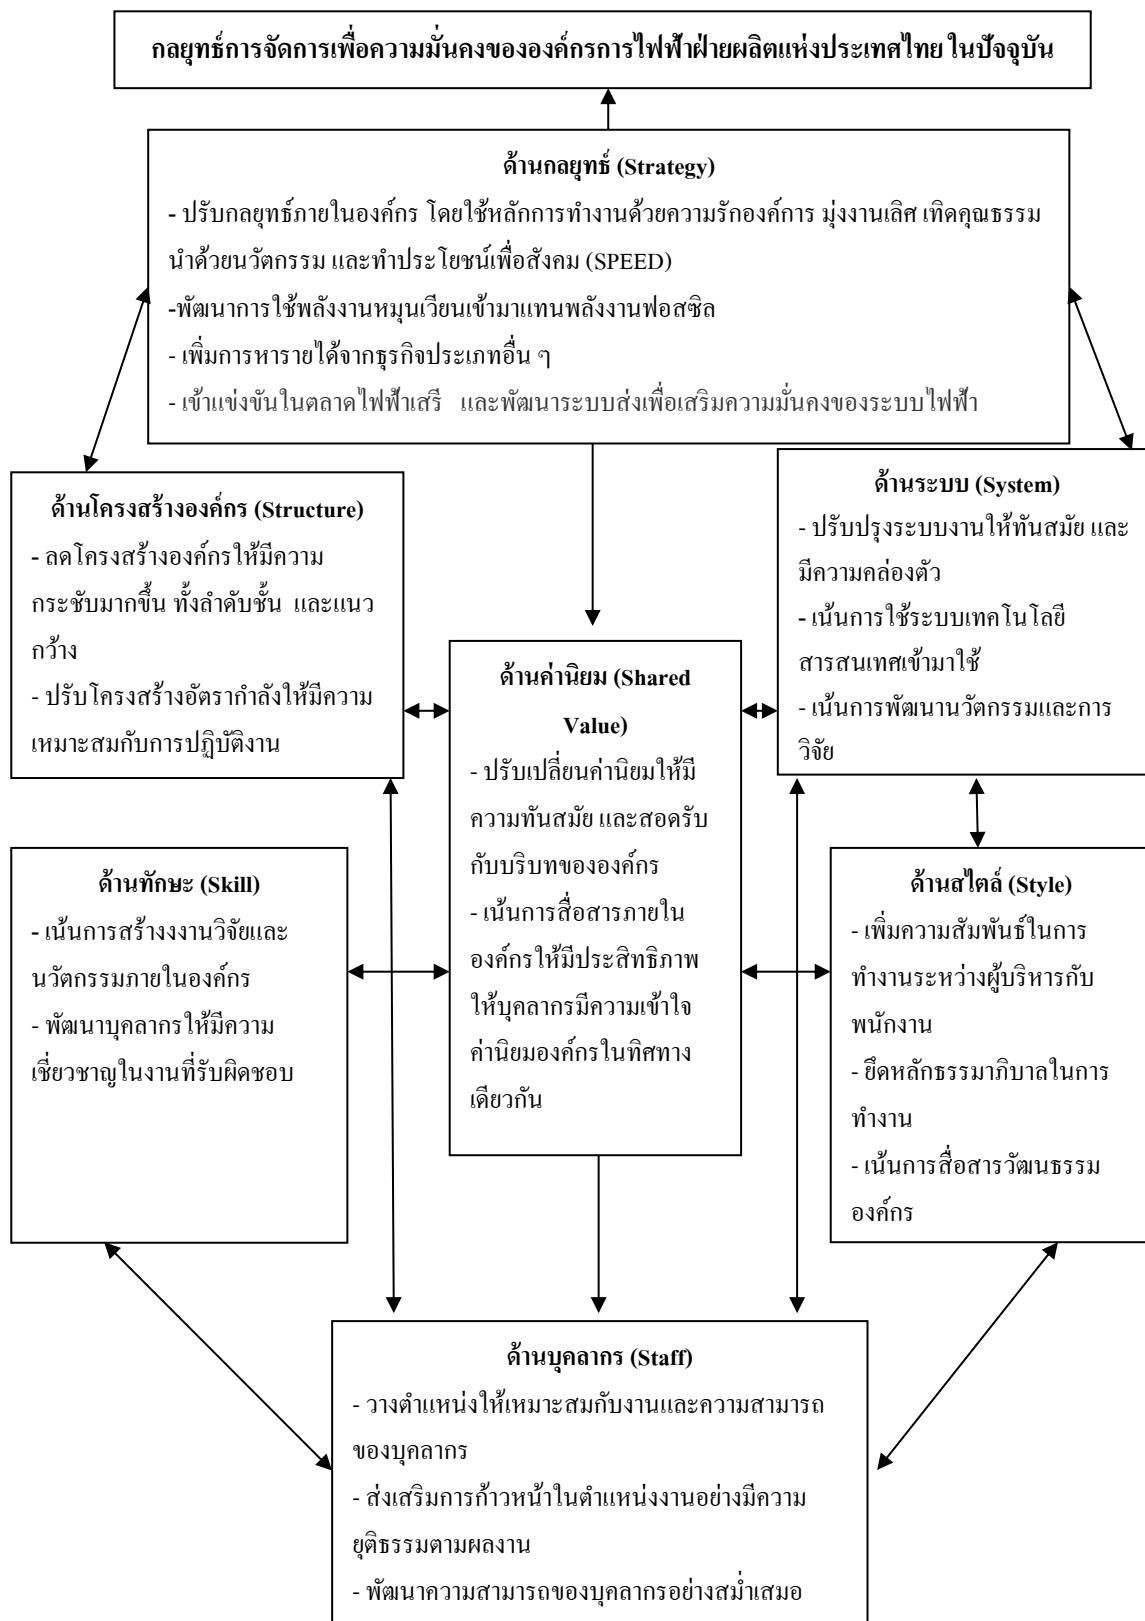 กลยุทธ์การจัดการเพื่อความมั่นคงขององค์กรการไฟฟ้าฝ่ายผลิตแห่งประเทศไทย ในปัจจุบัน
ด้านกลยุทธ์ (Strategy)
- ปรับกลยุทธ์ภายในองค์กร โดยใช้หลักการทำงานด้วยความรักองค์การ มุ่งงานเลิศ เทิดคุณธรรม
นำด้วยนวัตกรรม และทำประโยชน์เพื่อสังคม (SPEED)
-พัฒนาการใช้พลังงานหมุนเวียนเข้ามาแทนพลังงานฟอสซิล
- เพิ่มการหารายได้จากธุรกิจประเภทอื่น ๆ
- เข้าแข่งขันในตลาดไฟฟ้าเสรี และพัฒนาระบบส่งเพื่อเสริมความมั่นคงของระบบไฟฟ้า
ด้านโครงสร้างองค์กร (Structure)
- ลดโครงสร้างองค์กรให้มีความ
กระชับมากขึ้น ทั้งลำดับชั้น และแนว
กว้าง
- ปรับโครงสร้างอัตรากำลังให้มีความ
เหมาะสมกับการปฏิบัติงาน
ด้านระบบ (System)
- ปรับปรุงระบบงานให้ทันสมัย และ
มีความคล่องตัว
- เน้นการใช้ระบบเทคโนโลยี
สารสนเทศเข้ามาใช้
- เน้นการพัฒนานวัตกรรมและการ
วิจัย
ด้านค่านิยม (Shared
Value)
- ปรับเปลี่ยนค่านิยมให้มี
ความทันสมัย และสอดรับ
กับบริบทขององค์กร
- เน้นการสื่อสารภายใน
องค์กรให้มีประสิทธิภาพ
ให้บุคลากรมีความเข้าใจ
ค่านิยมองค์กรในทิศทาง
เดียวกัน
ด้านทักษะ (Skill)
- เน้นการสร้างงงานวิจัยและ
นวัตกรรมภายในองค์กร
- พัฒนาบุคลากรให้มีความ
เชี่ยวชาญในงานที่รับผิดชอบ
ด้านสไตล์ (Style)
- เพิ่มความสัมพันธ์ในการ
ทำงานระหว่างผู้บริหารกับ
พนักงาน
- ยึดหลักธรรมาภิบาลในการ
ทำงาน
- เน้นการสื่อสารวัฒนธรรม
องค์กร
ด้านบุคลากร (Staff)
- วางตำแหน่งให้เหมาะสมกับงานและความสามารถ
ของบุคลากร
- ส่งเสริมการก้าวหน้าในตำแหน่งงานอย่างมีความ
ยุติธรรมตามผลงาน
- พัฒนาความสามารถของบุคลากรอย่างสม่ำเสมอ